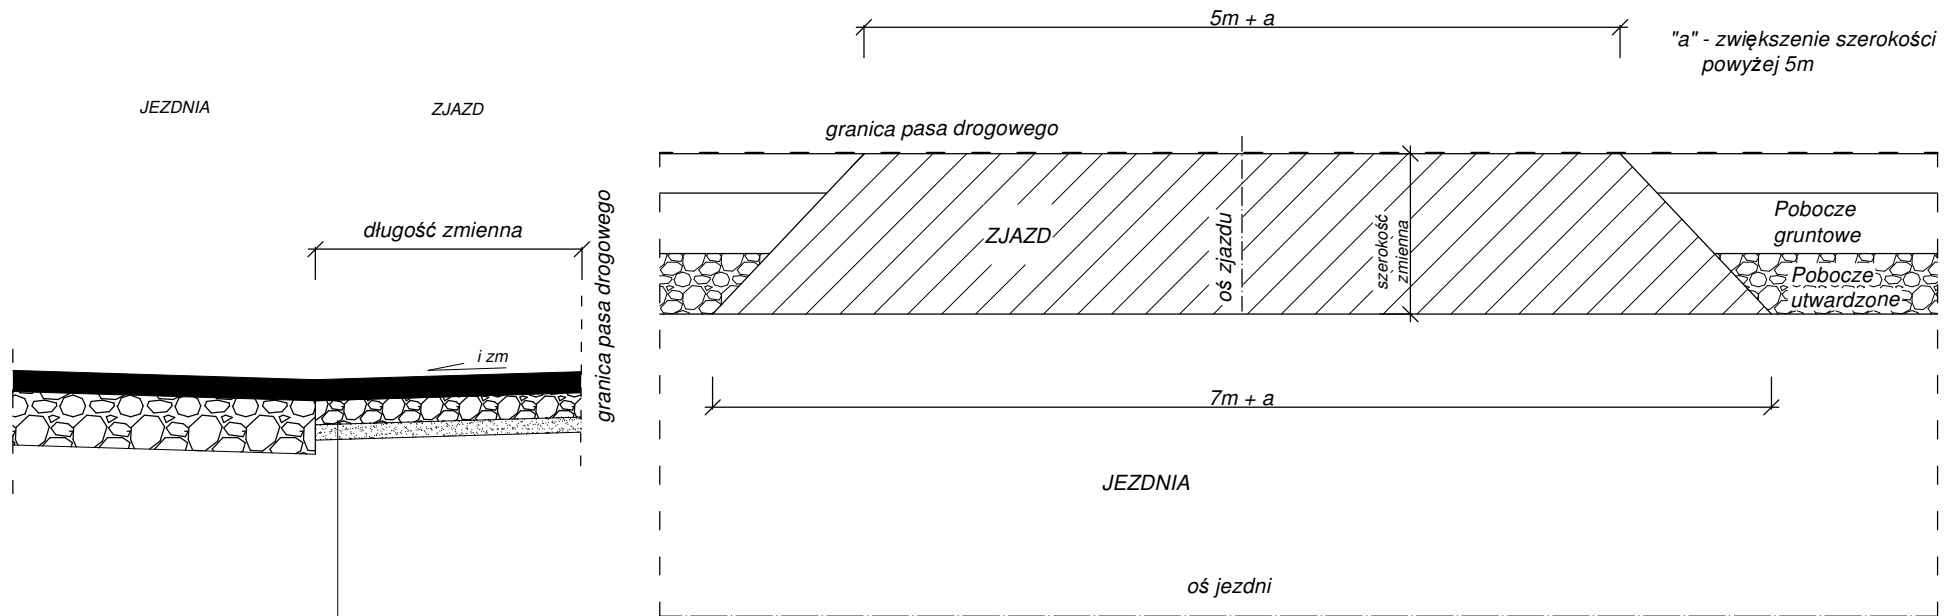 JEZDNIA
ZJAZD
długość zmienna
granica pasa drogowego
i zm
5m + a
"a" - zwiększenie szerokości
powyżej 5m
granica pasa drogowego
ZJAZD
oś zjazdu
szerokość
zmienna
Pobocze
gruntowe
Pobocze
utwardzone
7m + a
JEZDNIA
oś jezdni